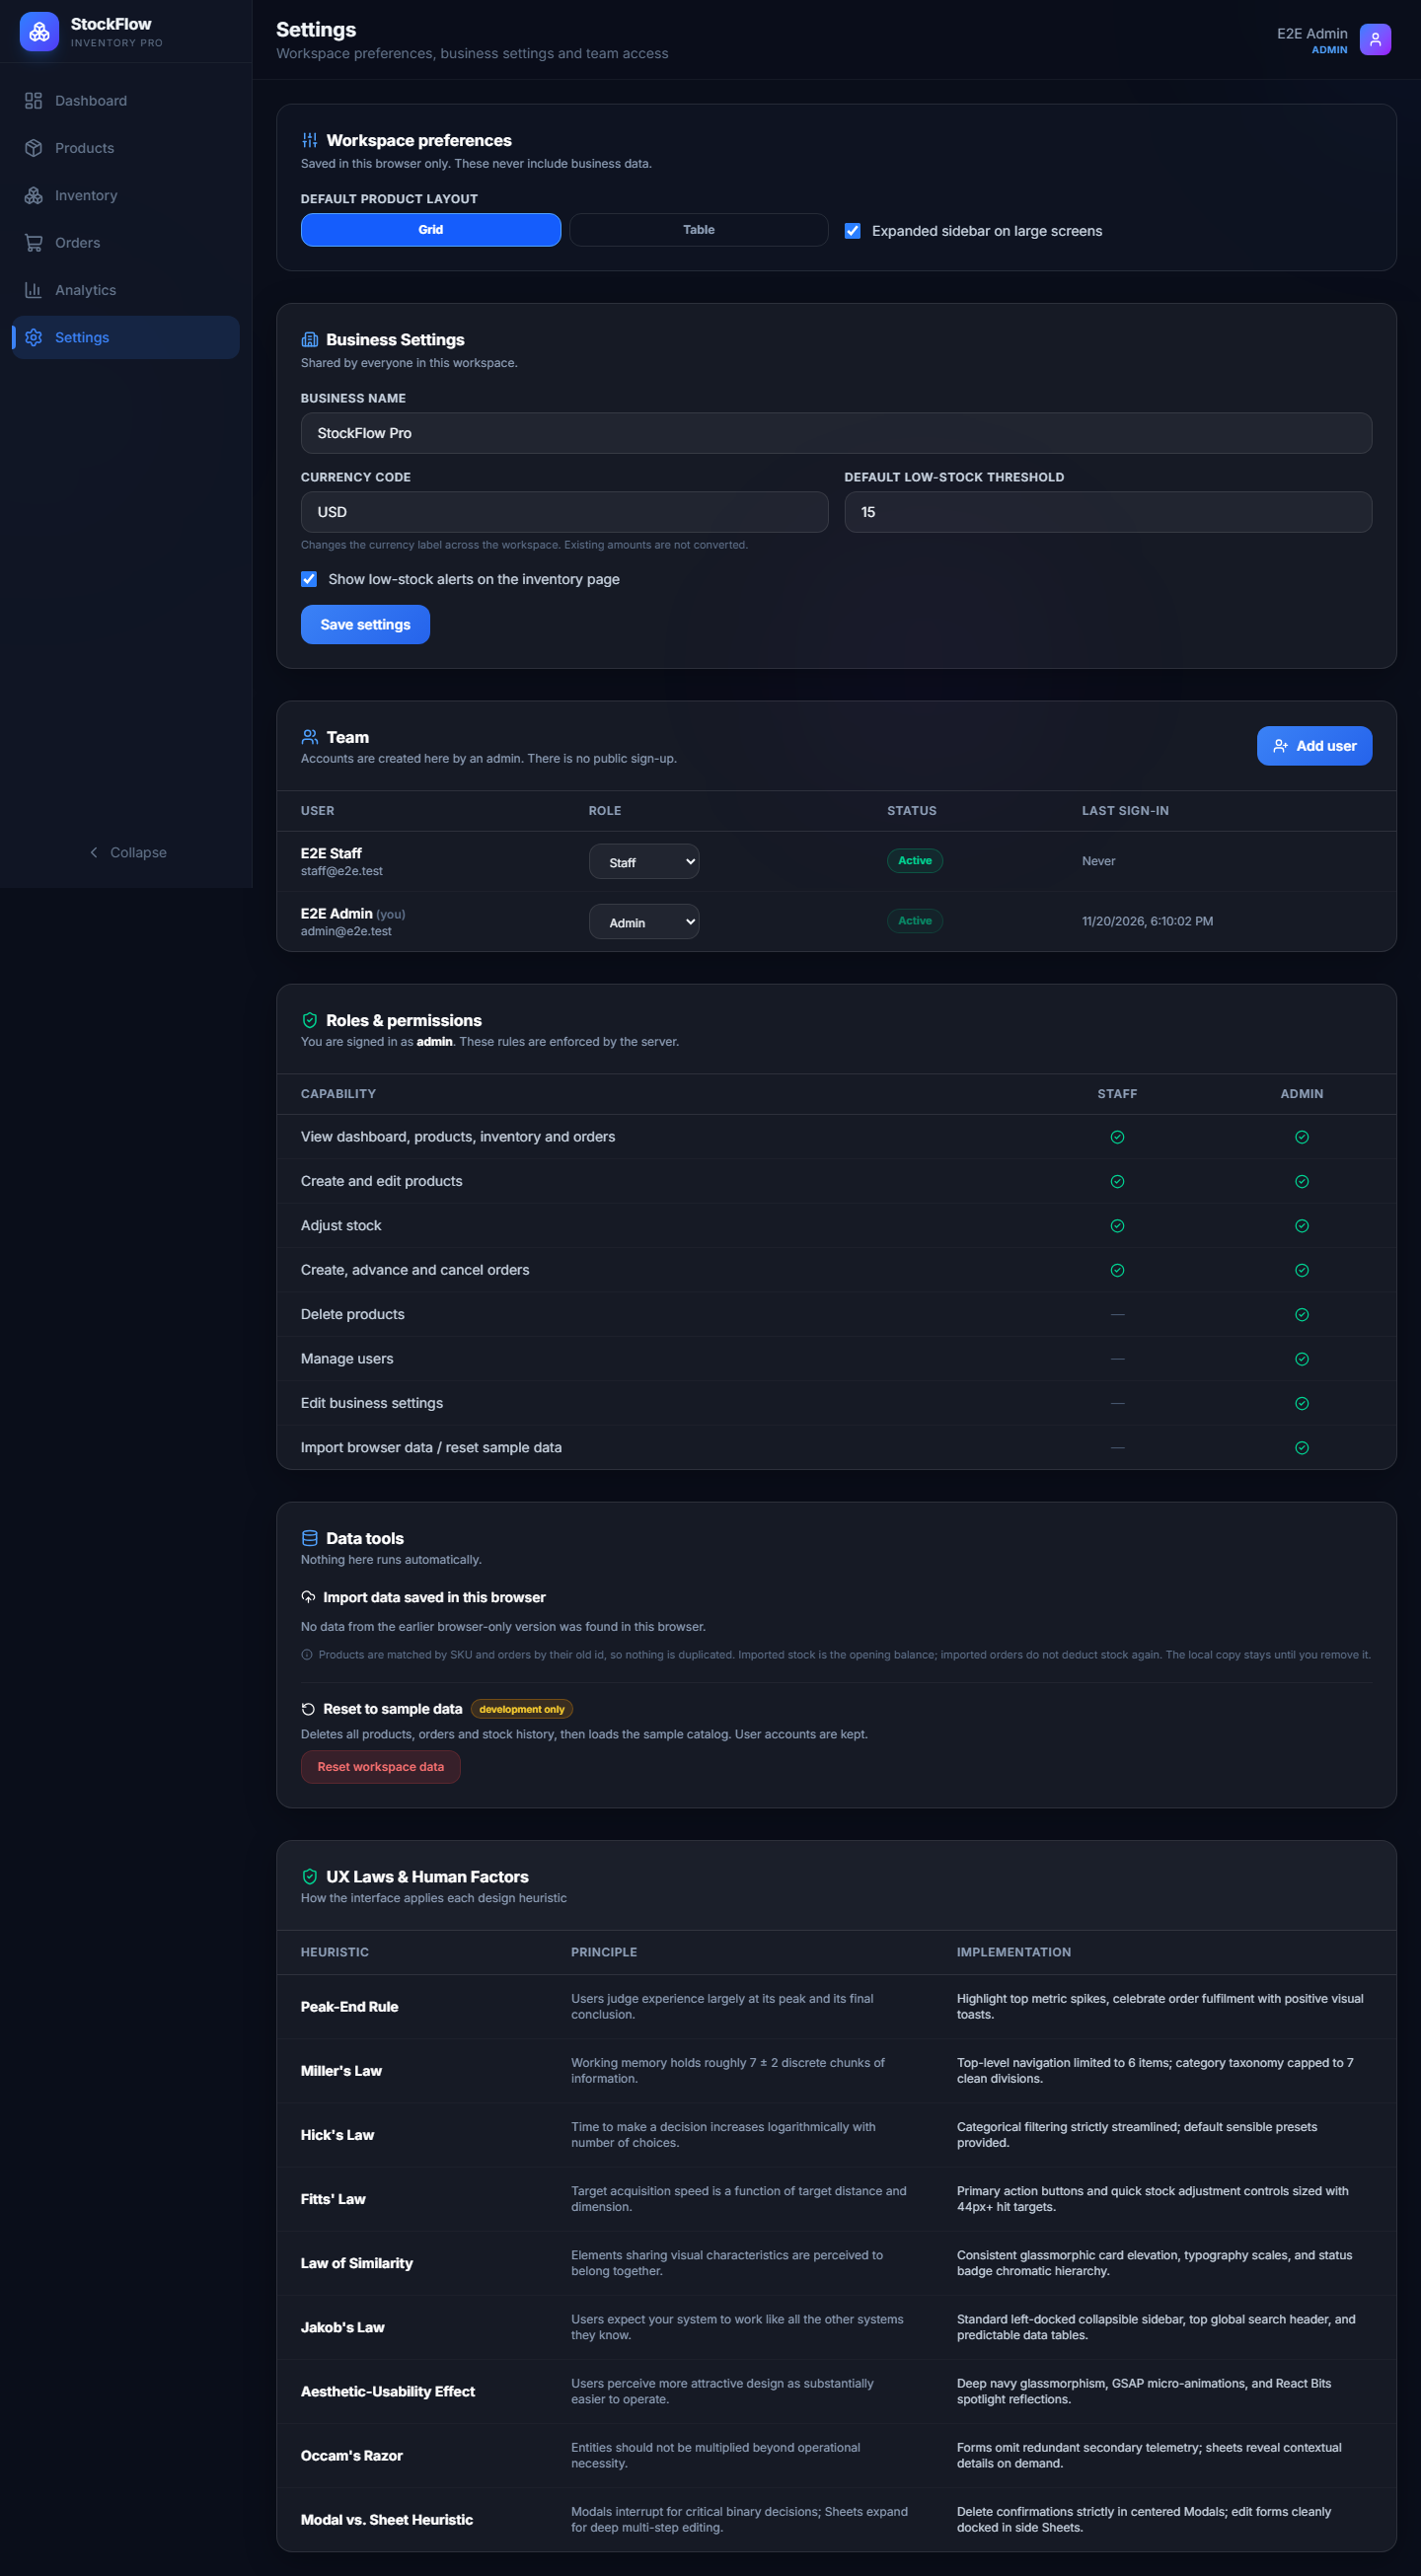 StockFlow
INVENTORY PRO
Dashboard
Products
Inventory
Orders
Analytics
Settings
Collapse
Settings
Workspace preferences, business settings and team access
E2E Admin
ADMIN
Workspace preferences
Saved in this browser only. These never include business data.
DEFAULT PRODUCT LAYOUT
Grid
Table
Expanded sidebar on large screens
Business Settings
Shared by everyone in this workspace.
BUSINESS NAME
StockFlow Pro
CURRENCY CODE
DEFAULT LOW-STOCK THRESHOLD
USD
15
Changes the currency label across the workspace. Existing amounts are not converted.
Show low-stock alerts on the inventory page
Save settings
Team
Accounts are created here by an admin. There is no public sign-up.
Add user
USER ROLE STATUS LAST SIGN-IN
E2E Staff
staff@e2e.test
Staff
Active
Never
E2E Admin (you)
admin@e2e.test
Admin
Active
11/20/2026, 6:10:02 PM
Roles & permissions
You are signed in as admin. These rules are enforced by the server.
CAPABILITY STAFF ADMIN
View dashboard, products, inventory and orders
Create and edit products
Adjust stock
Create, advance and cancel orders
Delete products —
Manage users —
Edit business settings —
Import browser data / reset sample data —
Data tools
Nothing here runs automatically.
Import data saved in this browser
No data from the earlier browser-only version was found in this browser.
Products are matched by SKU and orders by their old id, so nothing is duplicated. Imported stock is the opening balance; imported orders do not deduct stock again. The local copy stays until you remove it.
Reset to sample data
development only
Deletes all products, orders and stock history, then loads the sample catalog. User accounts are kept.
Reset workspace data
UX Laws & Human Factors
How the interface applies each design heuristic
HEURISTIC PRINCIPLE IMPLEMENTATION
Peak-End Rule
Users judge experience largely at its peak and its final
conclusion.
Highlight top metric spikes, celebrate order fulfilment with positive visual
toasts.
Miller's Law
Working memory holds roughly 7 ± 2 discrete chunks of
information.
Top-level navigation limited to 6 items; category taxonomy capped to 7
clean divisions.
Hick's Law
Time to make a decision increases logarithmically with
number of choices.
Categorical filtering strictly streamlined; default sensible presets
provided.
Fitts' Law
Target acquisition speed is a function of target distance and
dimension.
Primary action buttons and quick stock adjustment controls sized with
44px+ hit targets.
Law of Similarity
Elements sharing visual characteristics are perceived to
belong together.
Consistent glassmorphic card elevation, typography scales, and status
badge chromatic hierarchy.
Jakob's Law
Users expect your system to work like all the other systems
they know.
Standard left-docked collapsible sidebar, top global search header, and
predictable data tables.
Aesthetic-Usability Effect
Users perceive more attractive design as substantially
easier to operate.
Deep navy glassmorphism, GSAP micro-animations, and React Bits
spotlight reflections.
Occam's Razor
Entities should not be multiplied beyond operational
necessity.
Forms omit redundant secondary telemetry; sheets reveal contextual
details on demand.
Modal vs. Sheet Heuristic
Modals interrupt for critical binary decisions; Sheets expand
for deep multi-step editing.
Delete confirmations strictly in centered Modals; edit forms cleanly
docked in side Sheets.